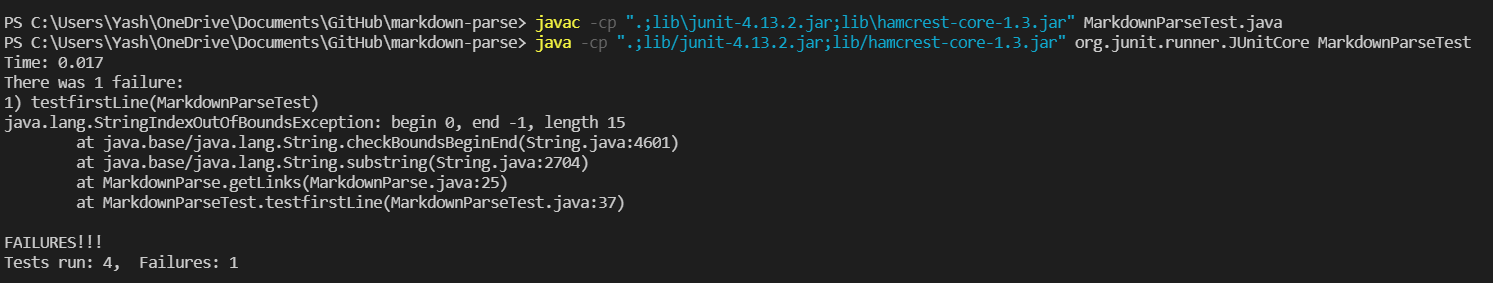 PS C:\Users\Yash\OneDrive\Documents\GitHub\markdown-parse> javac -cp ".;lib\junit-4.13.2.jar;lib\hamcrest-core-1.3.jar" MarkdownParseTest.java
PS C:\Users\Yash\OneDrive\Documents\GitHub\markdown-parse> java -cp ".;lib/junit-4.13.2.jar;lib/hamcrest-core-1.3.jar" org.junit.runner.JUnitCore MarkdownParseTest
Time: 0.017
There was 1 failure:
1) testfirstLine(MarkdownParseTest)
java.lang.StringIndexOutOfBoundsException: begin 0, end -1, length 15
        at java.base/java.lang.String.checkBoundsBeginEnd(String.java:4601)
        at java.base/java.lang.String.substring(String.java:2704)
        at MarkdownParse.getLinks(MarkdownParse.java:25)
        at MarkdownParseTest.testfirstLine(MarkdownParseTest.java:37)
FAILURES!!!
Tests run: 4,  Failures: 1